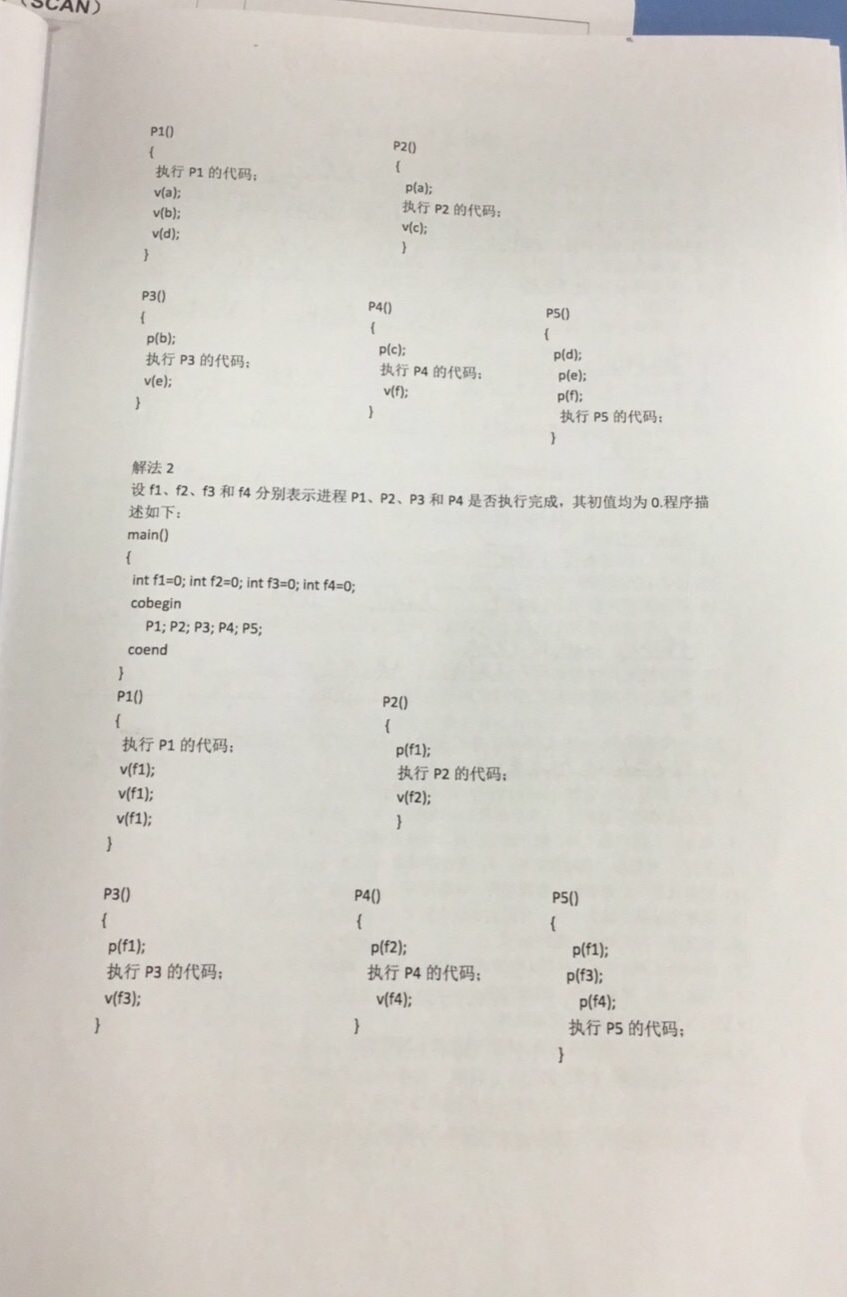 (SCAN)
P1()
{
执行 P1 的代码；
v(a);
v(b);
v(d);
}
P2()
{
p(a);
执行 P2 的代码；
v(c);
}
P3()
{
p(b);
执行 P3 的代码；
v(e);
}
P4()
{
p(c);
执行 P4 的代码；
v(f);
}
P5()
{
p(d);
p(e);
p(f);
执行 P5 的代码；
}
解法 2
设 f1、f2、f3 和 f4 分别表示进程 P1、P2、P3 和 P4 是否执行完成，其初值均为 0.程序描
述如下：
main()
{
int f1=0; int f2=0; int f3=0; int f4=0;
cobegin
P1; P2; P3; P4; P5;
coend
}
P1()
{
执行 P1 的代码；
v(f1);
v(f1);
v(f1);
}
P2()
{
p(f1);
执行 P2 的代码；
v(f2);
}
P3()
{
p(f1);
执行 P3 的代码；
v(f3);
}
P4()
{
p(f2);
执行 P4 的代码；
v(f4);
}
P5()
{
p(f1);
p(f3);
p(f4);
执行 P5 的代码；
}